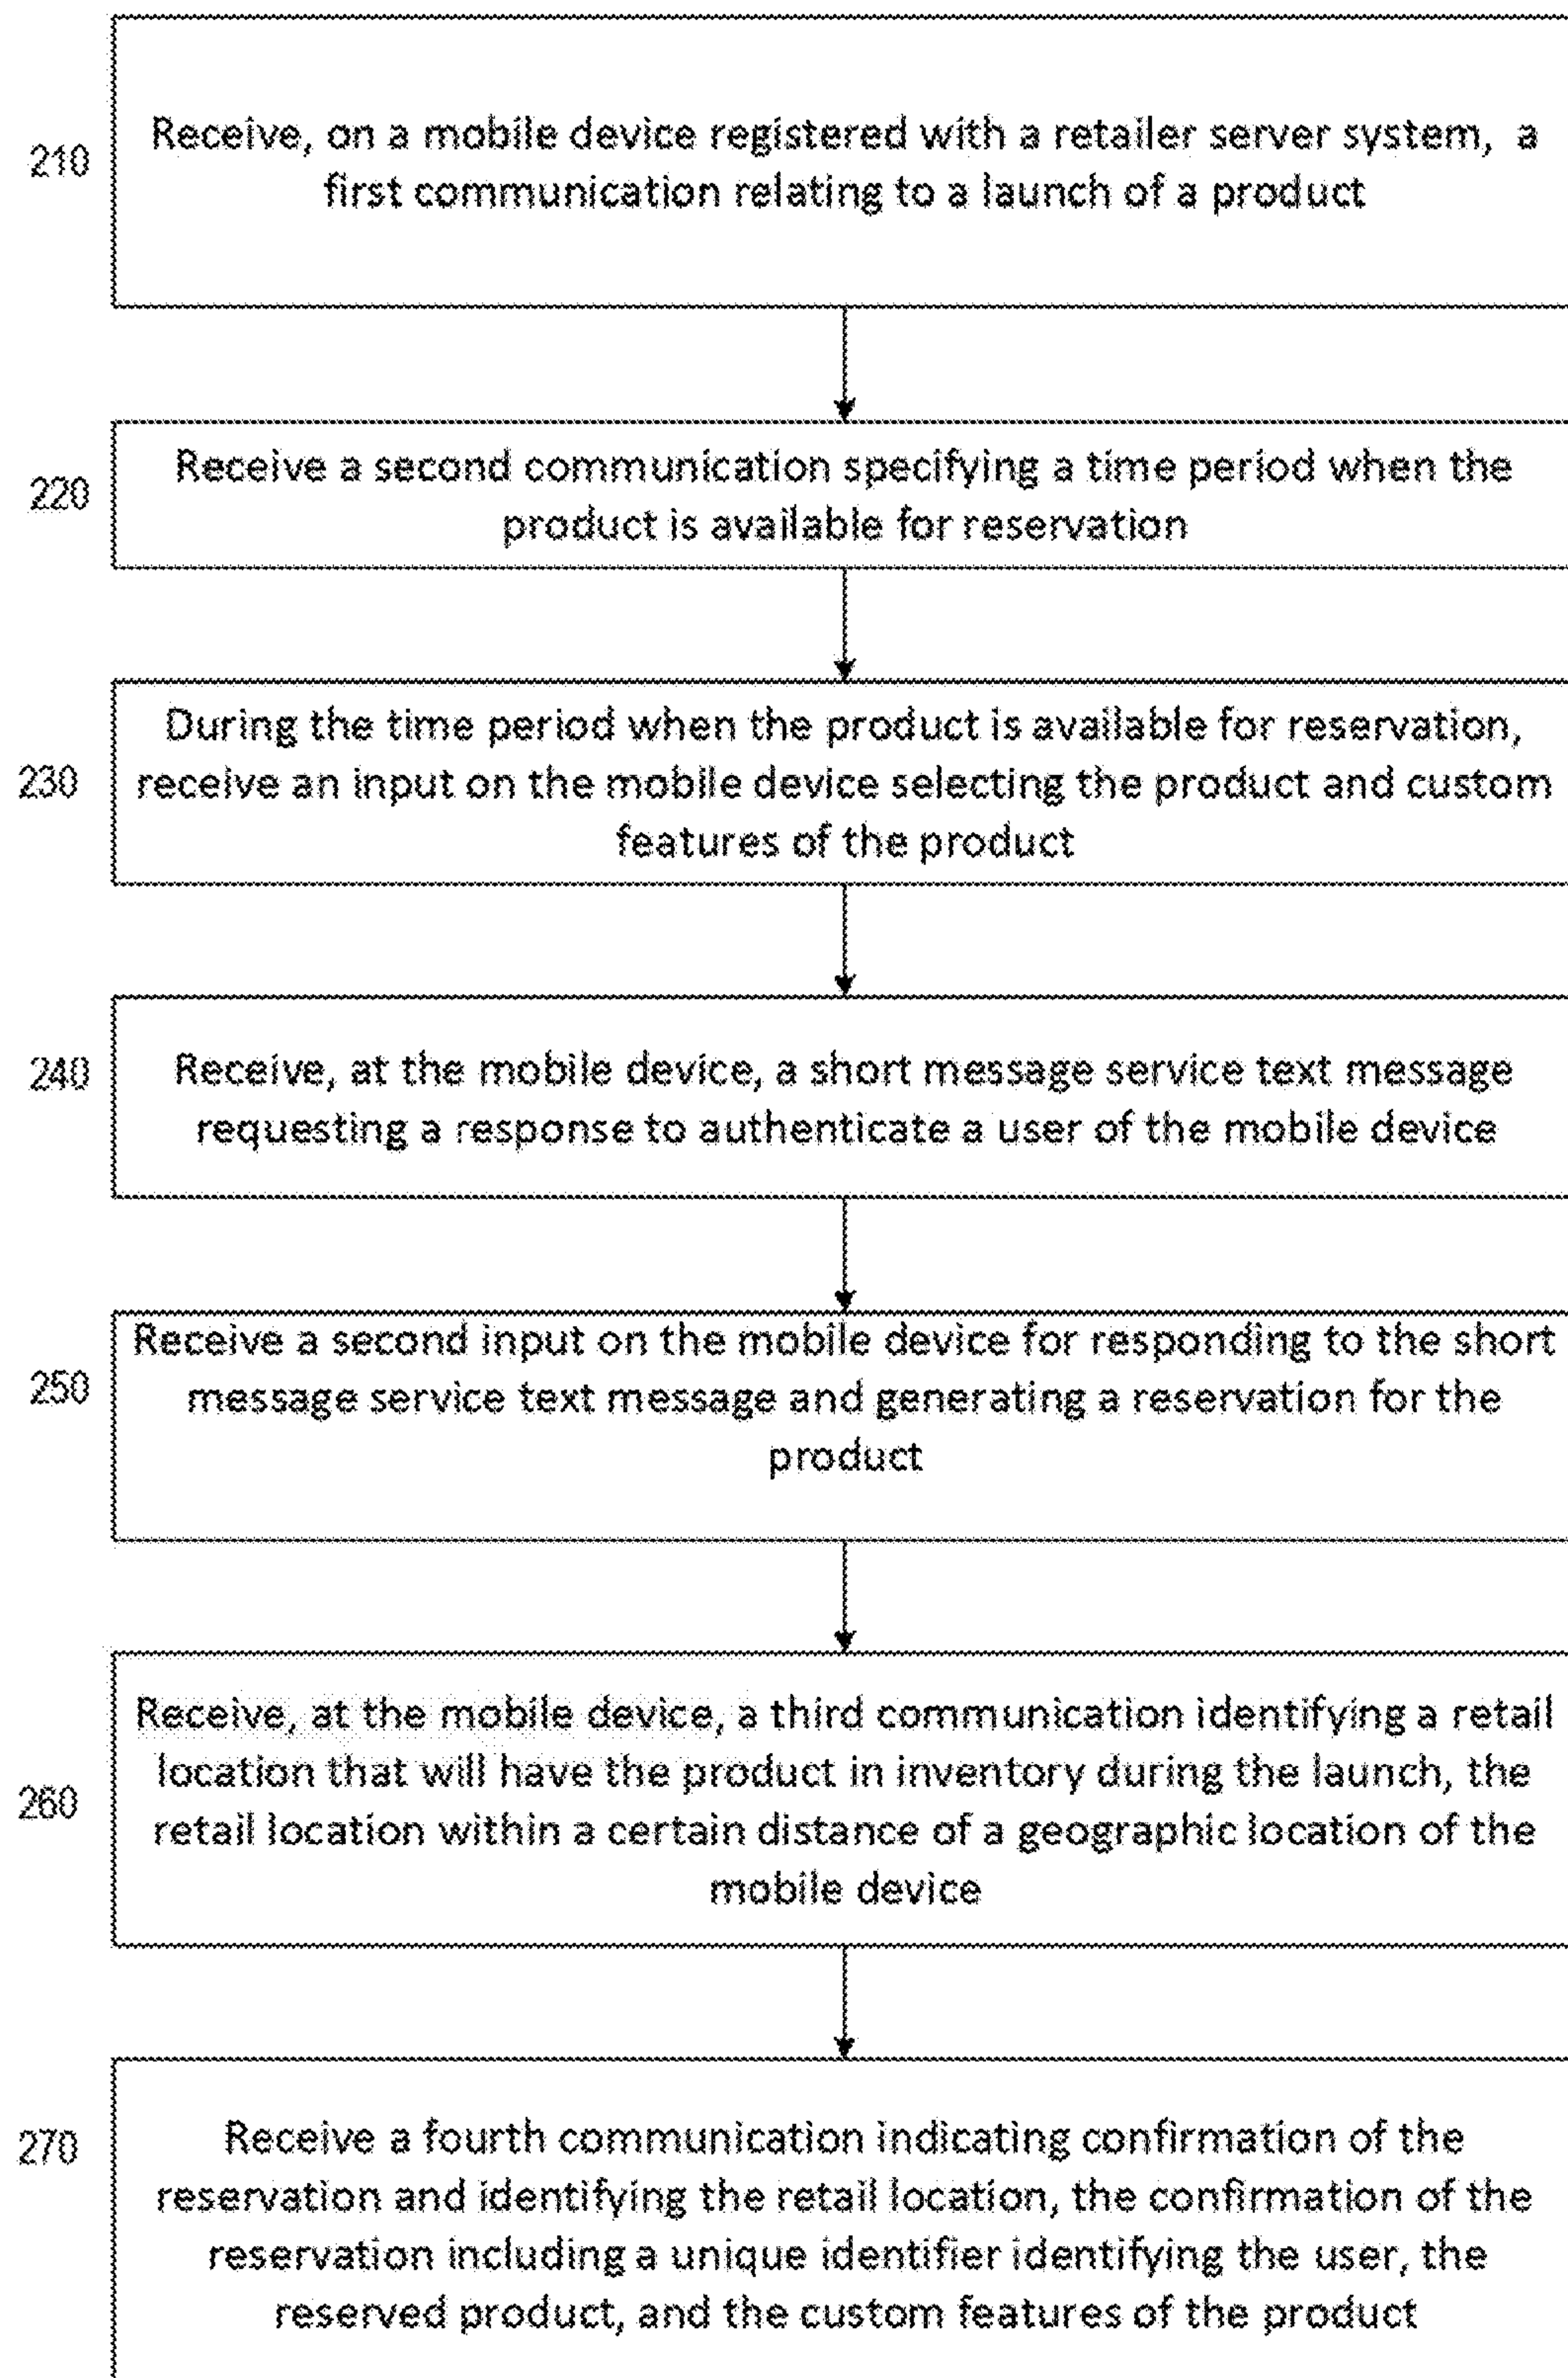 210
Receive, on a mobile device registered with a retailer server system, a
first communication relating to a launch of a product
220
Receive a second communication specifying a time period when the
product is available for reservation
230
During the time period when the product is available for reservation,
receive an input on the mobile device selecting the product and custom
features of the product
240
Receive, at the mobile device, a short message service text message
requesting a response to authenticate a user of the mobile device
250
Receive a second input on the mobile device for responding to the short
message service text message and generating a reservation for the
product
260
Receive, at the mobile device, a third communication identifying a retail
location that will have the product in inventory during the launch, the
retail location within a certain distance of a geographic location of the
mobile device
270
Receive a fourth communication indicating confirmation of the
reservation and identifying the retail location, the confirmation of the
reservation including a unique identifier identifying the user, the
reserved product, and the custom features of the product